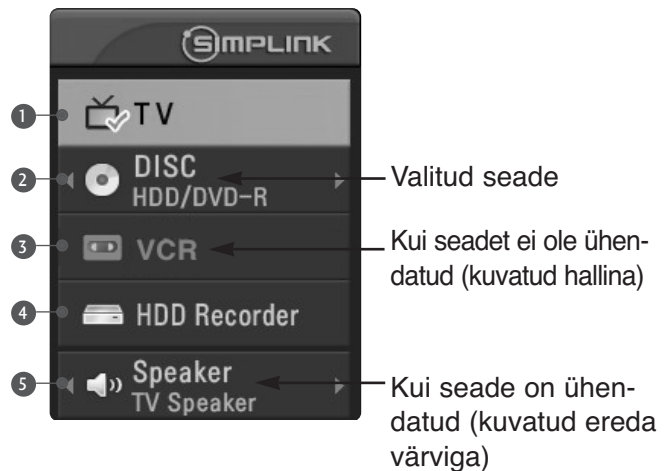 SIMPLINK
1 TV
2 DISC
HDD/DVD-R
Valitud seade
3 VCR
Kui seadet ei ole ühen-
datud (kuvatud hallina)
4 HDD Recorder
5 Speaker
TV Speaker
Kui seade on ühen-
datud (kuvatud ereda
värviga)